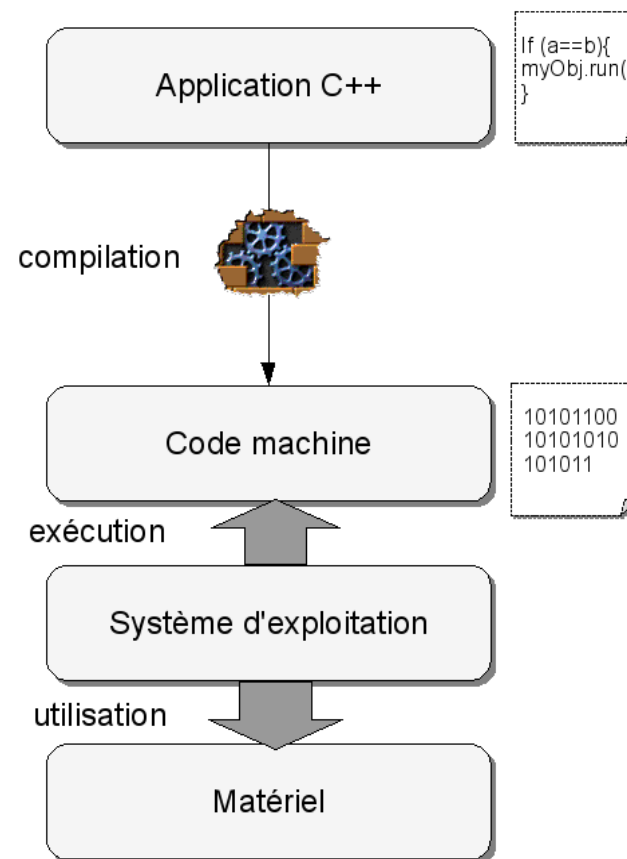 Application C++
If (a==b){
myObj.run(
}
compilation
Code machine
10101100
10101010
101011
exécution
Système d'exploitation
utilisation
Matériel